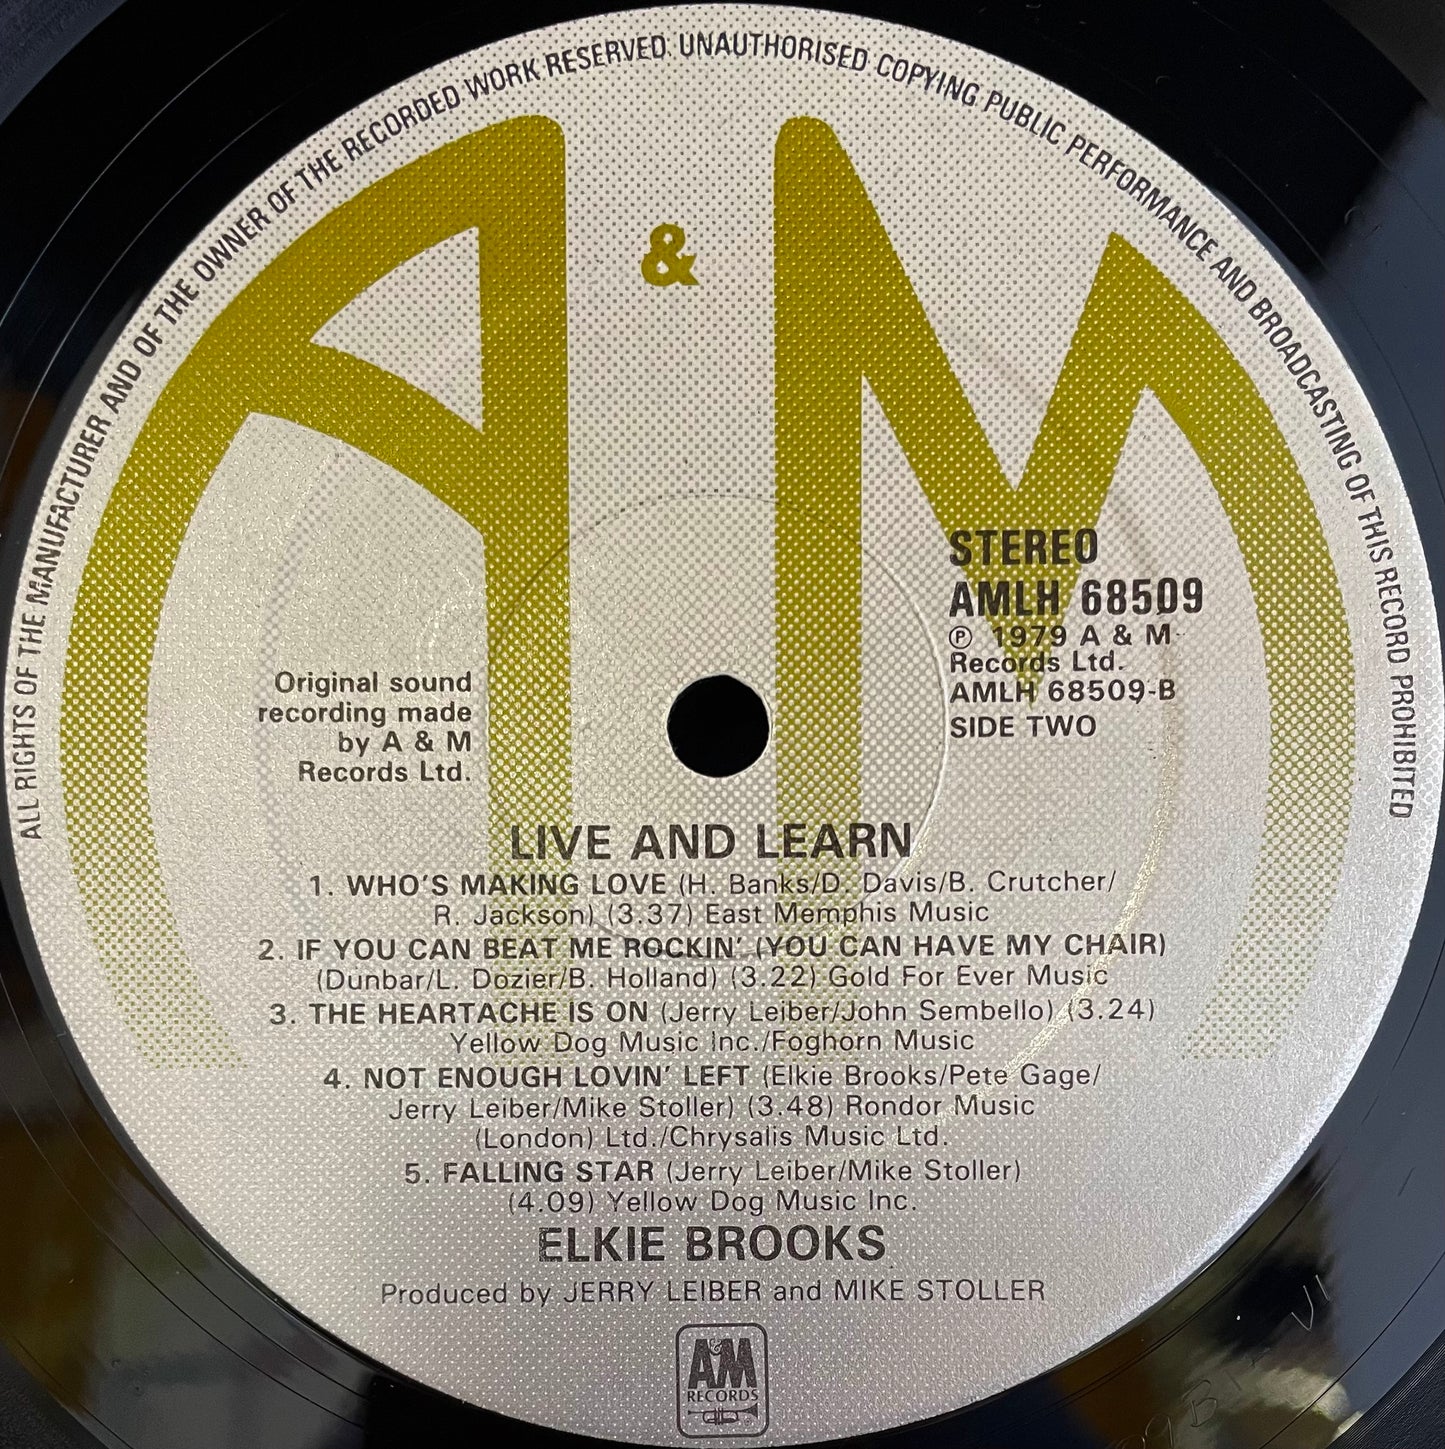 ALL RIGHTS OF THE MANUFACTURER AND OF THE OWNER OF THE RECORDED WORK RESERVED. UNAUTHORISED COPYING PUBLIC PERFORMANCE AND BROADCASTING OF THIS RECORD PROHIBITED
A & M
STEREO
AMLH 68509
℗ 1979 A & M
Records Ltd.
AMLH 68509-B
SIDE TWO
Original sound
recording made
by A & M
Records Ltd.
LIVE AND LEARN
1. WHO'S MAKING LOVE (H. Banks/D. Davis/B. Crutcher/
R. Jackson) (3.37) East Memphis Music
2. IF YOU CAN BEAT ME ROCKIN' (YOU CAN HAVE MY CHAIR)
(Dunbar/L. Dozier/B. Holland) (3.22) Gold For Ever Music
3. THE HEARTACHE IS ON (Jerry Leiber/John Sembello) (3.24)
Yellow Dog Music Inc./Foghorn Music
4. NOT ENOUGH LOVIN' LEFT (Elkie Brooks/Pete Gage/
Jerry Leiber/Mike Stoller) (3.48) Rondor Music
(London) Ltd./Chrysalis Music Ltd.
5. FALLING STAR (Jerry Leiber/Mike Stoller)
(4.09) Yellow Dog Music Inc.
ELKIE BROOKS
Produced by JERRY LEIBER and MIKE STOLLER
A&M
RECORDS